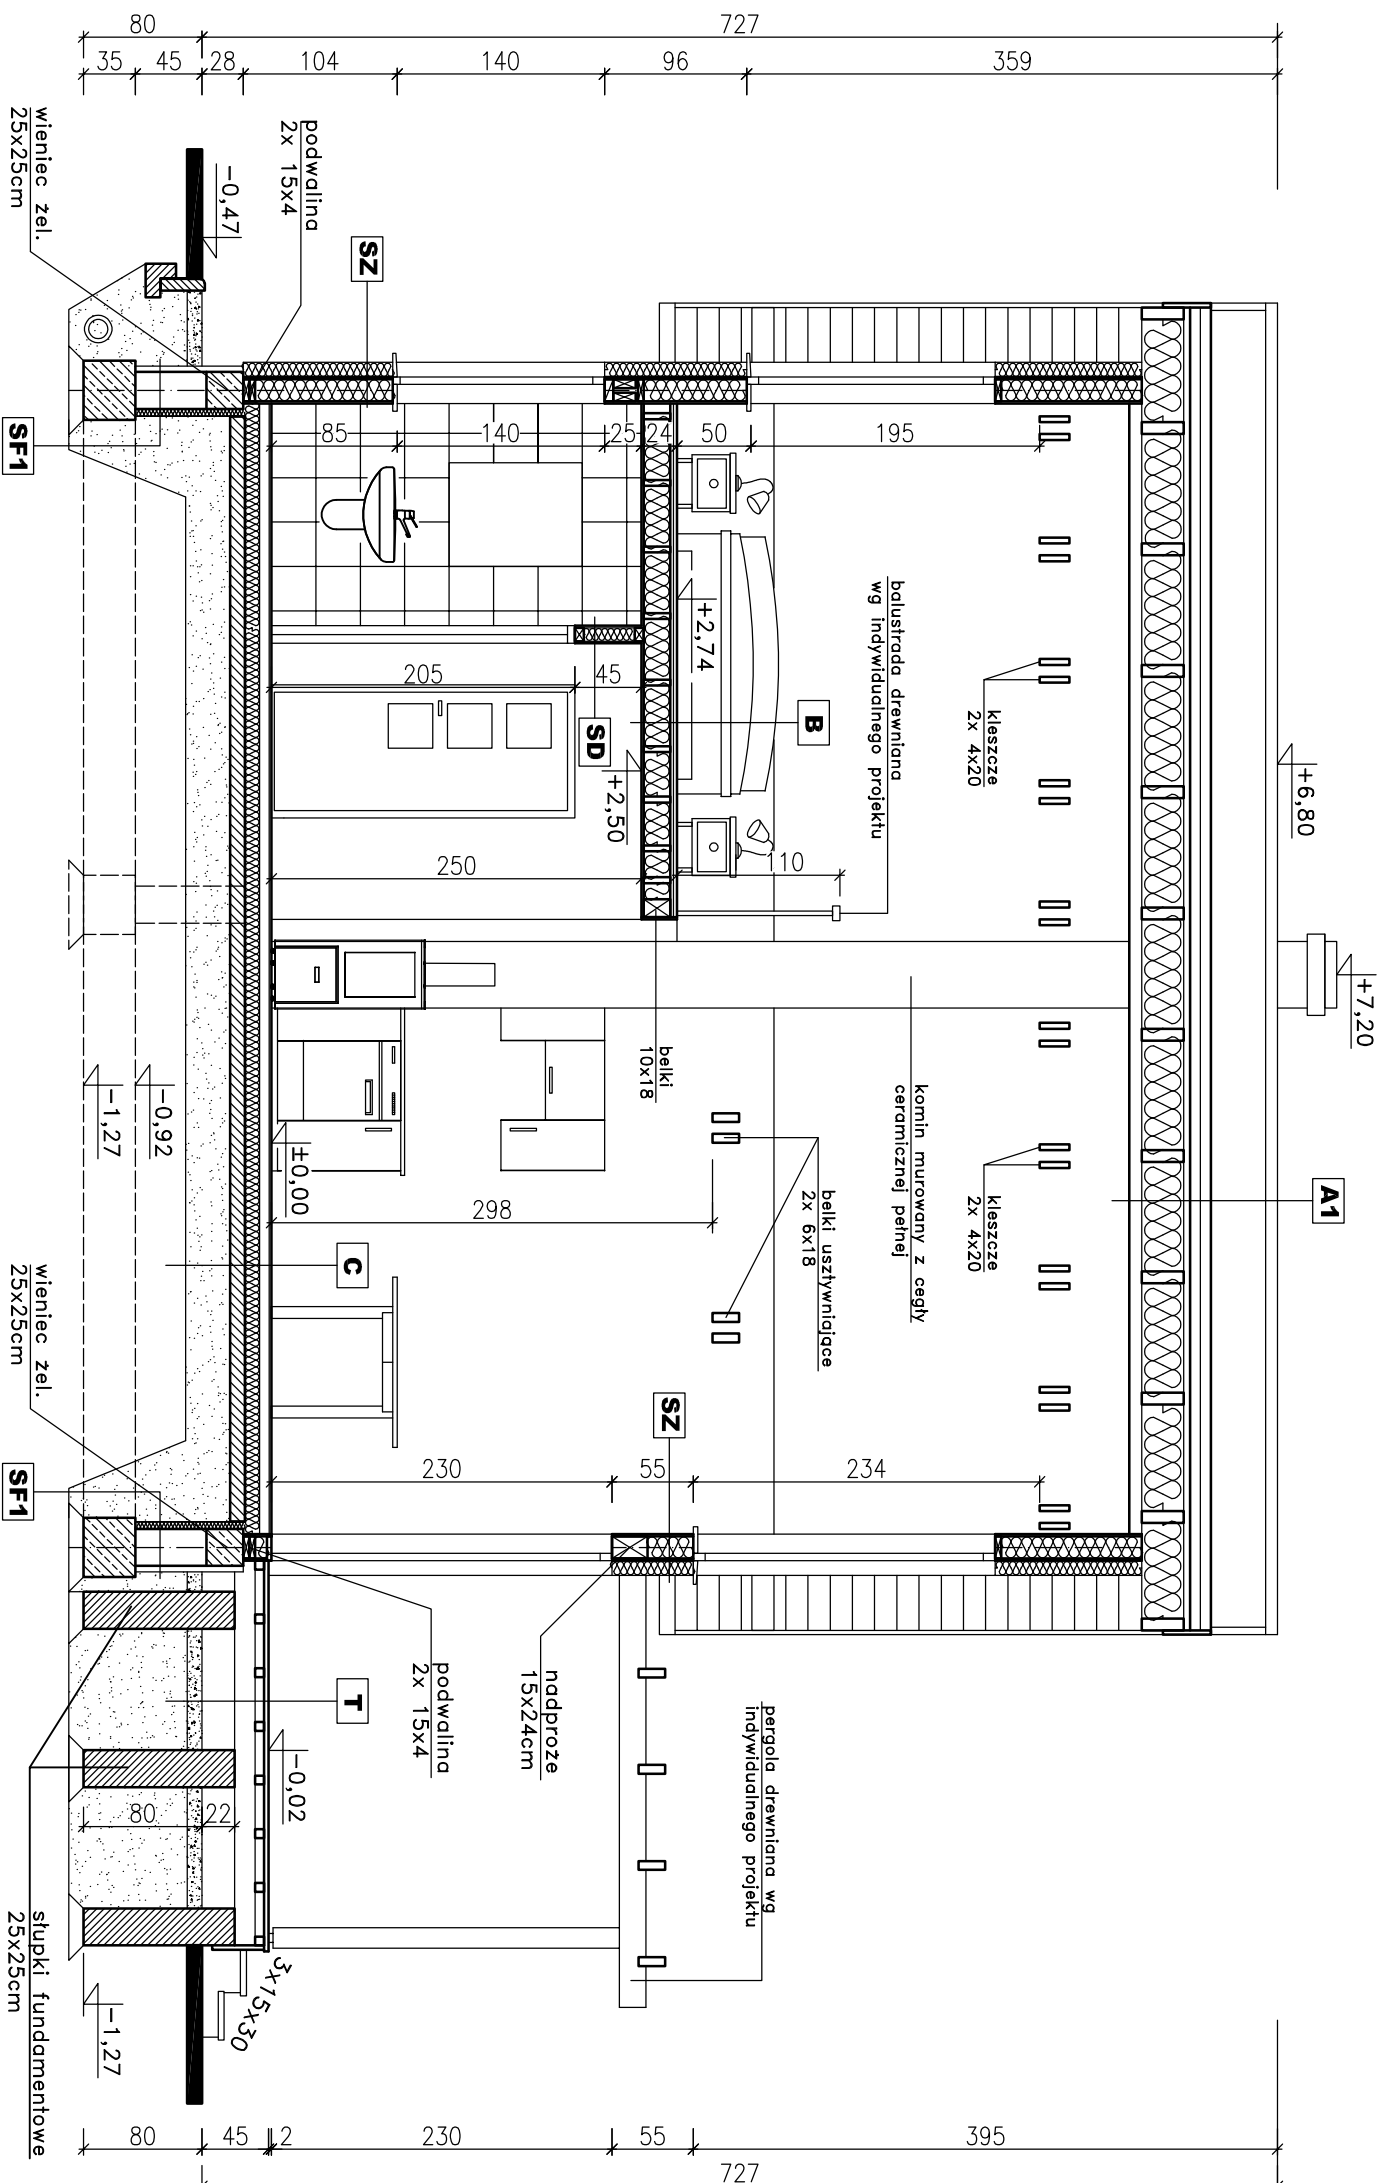 +7,20
+6,80
A1
kleszcze
2x 4x20
kleszcze
2x 4x20
komin murowany z cegły
ceramicznej pełnej
balustrada drewniana
wg indywidualnego projektu
belki usztywniające
2x 6x18
pergola drewniana wg
indywidualnego projektu
B
SZ
+2,74
belki
10x18
+2,50
SD
nadproże
15x24cm
podwalina
2x 15x4
SZ
C
T
podwalina
2x 15x4
±0,00
-0,02
3x15x30
-0,47
-0,92
-1,27
-1,27
wieniec żel.
25x25cm
SF1
wieniec żel.
25x25cm
SF1
słupki fundamentowe
25x25cm
727
80
359
96
140
104
28
45
35
195
50
24
25
140
85
45
205
250
110
298
234
55
230
22
80
395
55
230
2
45
80
727